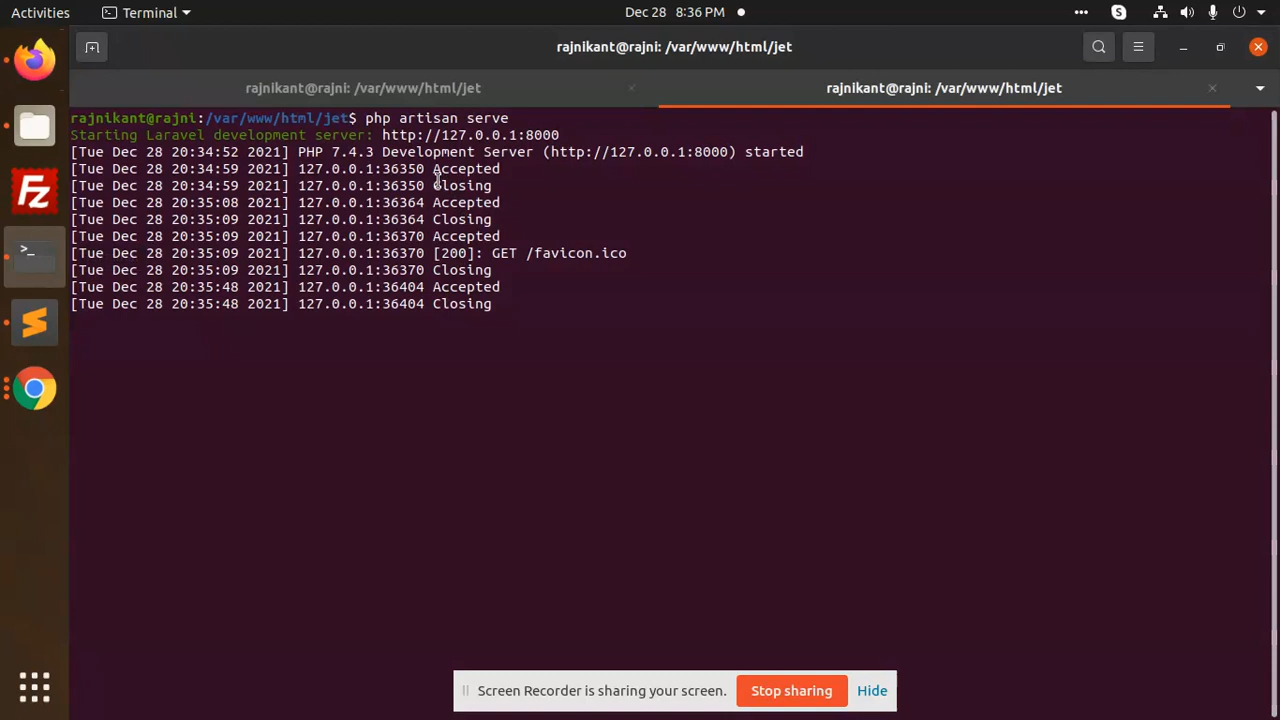 Activities
Terminal
Dec 28 8:36 PM
rajnikant@rajni: /var/www/html/jet
rajnikant@rajni: /var/www/html/jet
rajnikant@rajni: /var/www/html/jet
rajnikant@rajni:/var/www/html/jet$ php artisan serve
Starting Laravel development server: http://127.0.0.1:8000
[Tue Dec 28 20:34:52 2021] PHP 7.4.3 Development Server (http://127.0.0.1:8000) started
[Tue Dec 28 20:34:59 2021] 127.0.0.1:36350 Accepted
[Tue Dec 28 20:34:59 2021] 127.0.0.1:36350 Closing
[Tue Dec 28 20:35:08 2021] 127.0.0.1:36364 Accepted
[Tue Dec 28 20:35:09 2021] 127.0.0.1:36364 Closing
[Tue Dec 28 20:35:09 2021] 127.0.0.1:36370 Accepted
[Tue Dec 28 20:35:09 2021] 127.0.0.1:36370 [200]: GET /favicon.ico
[Tue Dec 28 20:35:09 2021] 127.0.0.1:36370 Closing
[Tue Dec 28 20:35:48 2021] 127.0.0.1:36404 Accepted
[Tue Dec 28 20:35:48 2021] 127.0.0.1:36404 Closing
Screen Recorder is sharing your screen.
Stop sharing
Hide